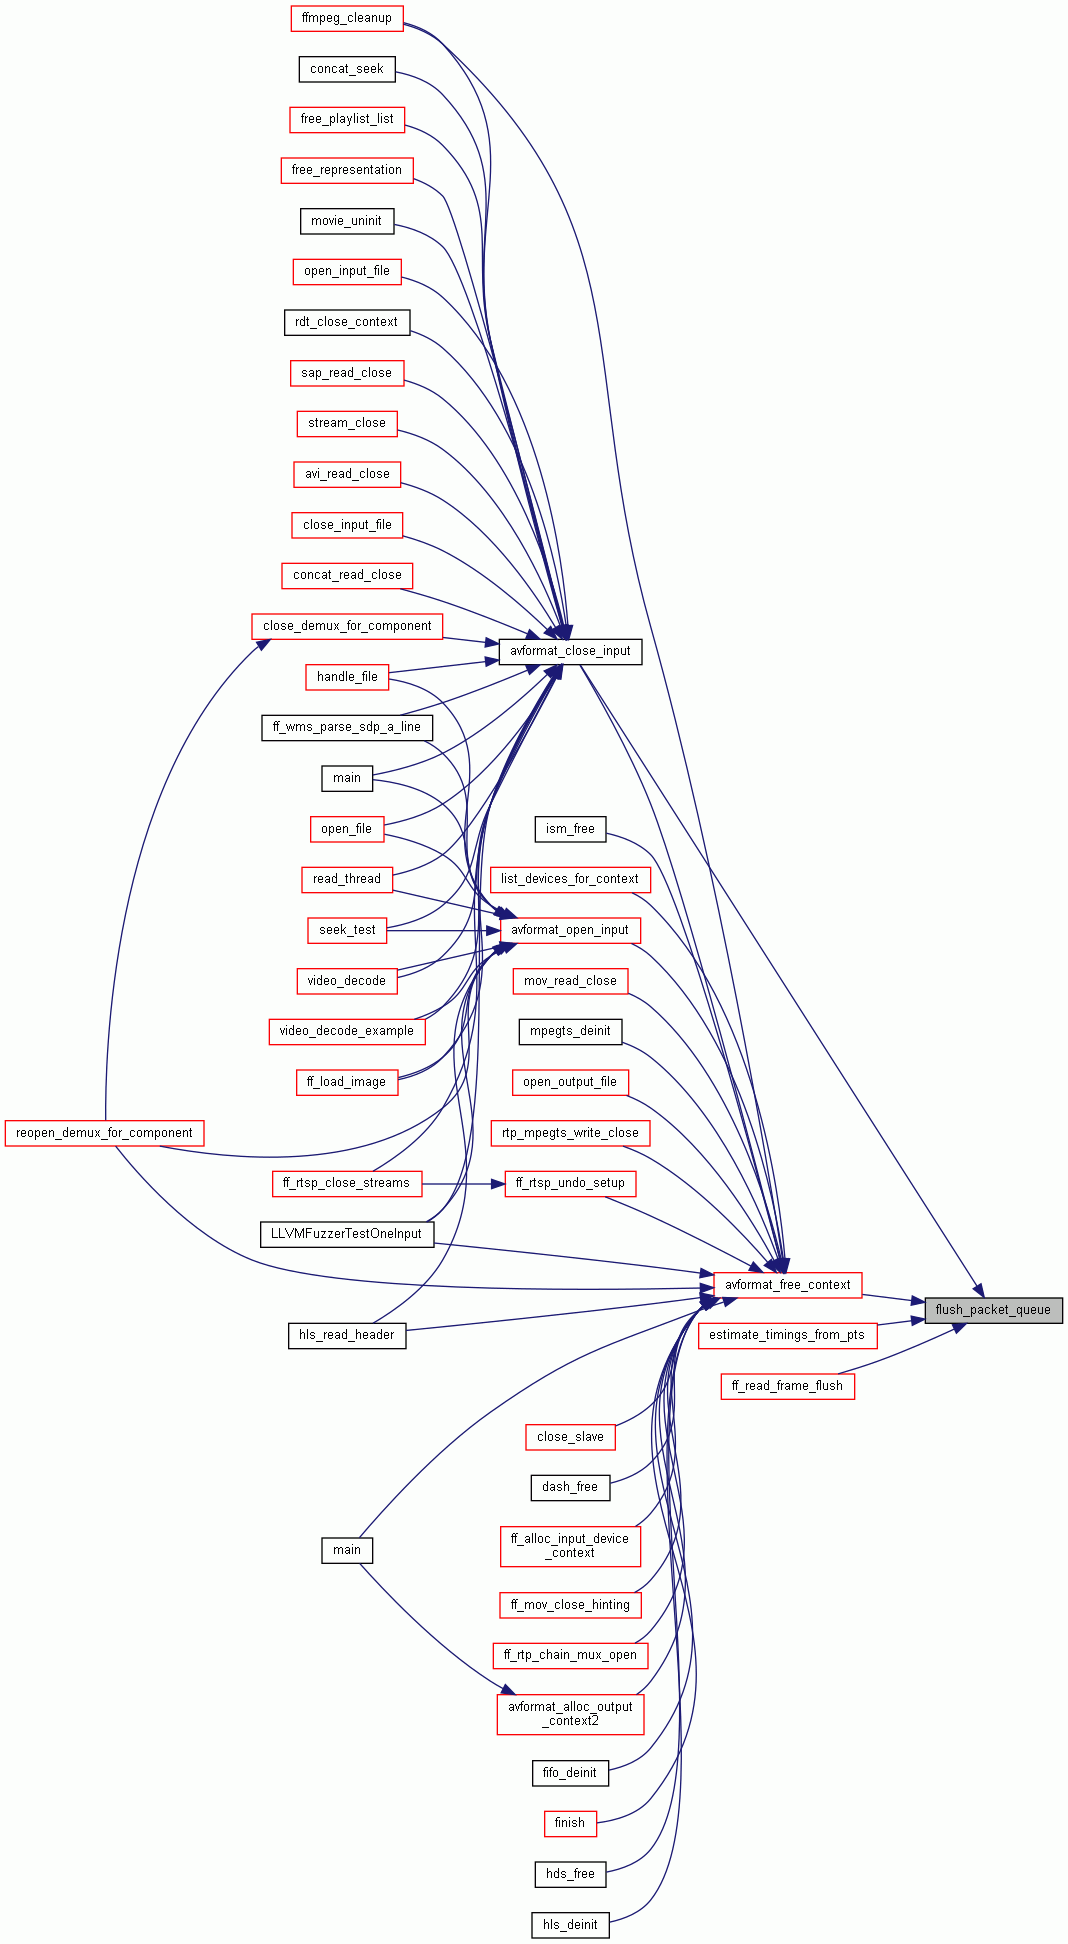 ffmpeg_cleanup
concat_seek
free_playlist_list
free_representation
movie_uninit
open_input_file
rdt_close_context
sap_read_close
stream_close
avi_read_close
close_input_file
concat_read_close
close_demux_for_component
avformat_close_input
handle_file
ff_wms_parse_sdp_a_line
main
ism_free
open_file
list_devices_for_context
read_thread
avformat_open_input
seek_test
mov_read_close
video_decode
mpegts_deinit
video_decode_example
open_output_file
ff_load_image
rtp_mpegts_write_close
reopen_demux_for_component
ff_rtsp_undo_setup
ff_rtsp_close_streams
LLVMFuzzerTestOneInput
avformat_free_context
flush_packet_queue
hls_read_header
estimate_timings_from_pts
ff_read_frame_flush
close_slave
dash_free
ff_alloc_input_device
_context
main
ff_mov_close_hinting
ff_rtp_chain_mux_open
avformat_alloc_output
_context2
fifo_deinit
finish
hds_free
hls_deinit